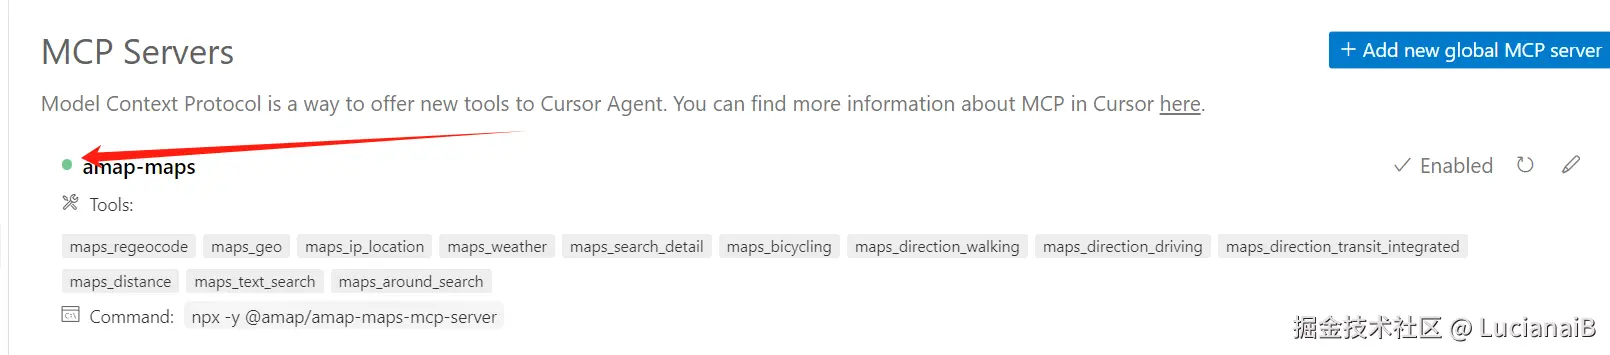 MCP Servers
+ Add new global MCP server
Model Context Protocol is a way to offer new tools to Cursor Agent. You can find more information about MCP in Cursor here.
amap-maps
Enabled
Tools:
maps_regeocode maps_geo maps_ip_location maps_weather maps_search_detail maps_bicycling maps_direction_walking maps_direction_driving maps_direction_transit_integrated
maps_distance maps_text_search maps_around_search
Command: npx -y @amap/amap-maps-mcp-server
掘金技术社区 @ LucianaiB